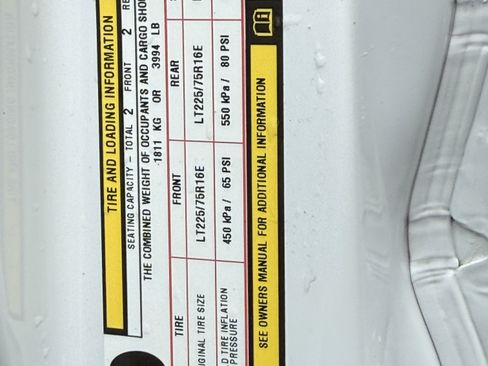 TIRE AND LOADING INFORMATION
SEATING CAPACITY - TOTAL 2 FRONT 2
THE COMBINED WEIGHT OF OCCUPANTS AND CARGO
1811 KG OR 3994 LB
TIRE FRONT REAR
TIRE SIZE LT225/75R16E LT225/75R16E
TIRE INFLATION PRESSURE 450 kPa / 65 PSI 550 kPa / 80 PSI
SEE OWNERS MANUAL FOR ADDITIONAL INFORMATION